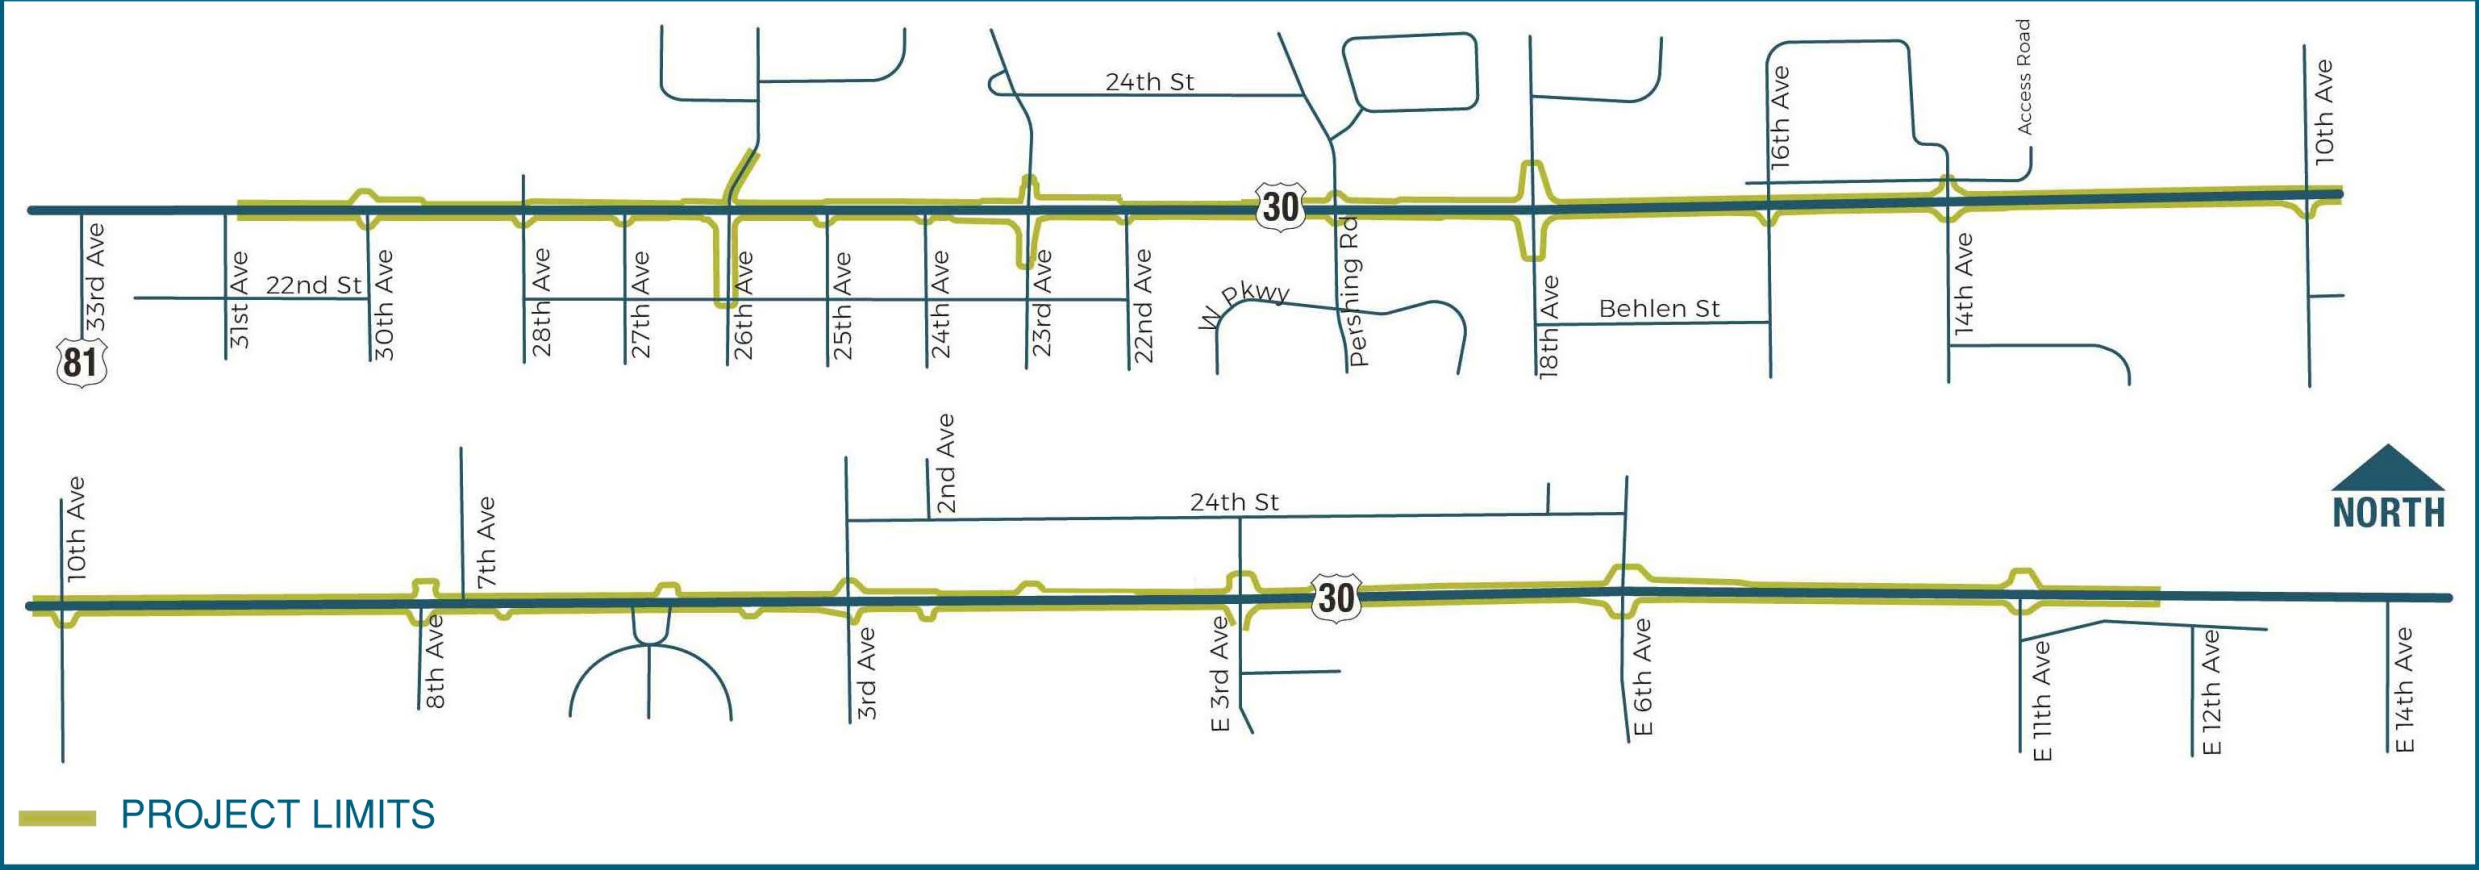 24th St
16th Ave
Access Road
10th Ave
30
33rd Ave
81
31st Ave
22nd St
30th Ave
28th Ave
27th Ave
26th Ave
25th Ave
24th Ave
23rd Ave
22nd Ave
W Pkwy
Pershing Rd
18th Ave
Behlen St
14th Ave
10th Ave
7th Ave
2nd Ave
24th St
NORTH
30
8th Ave
3rd Ave
E 3rd Ave
E 6th Ave
E 11th Ave
E 12th Ave
E 14th Ave
PROJECT LIMITS